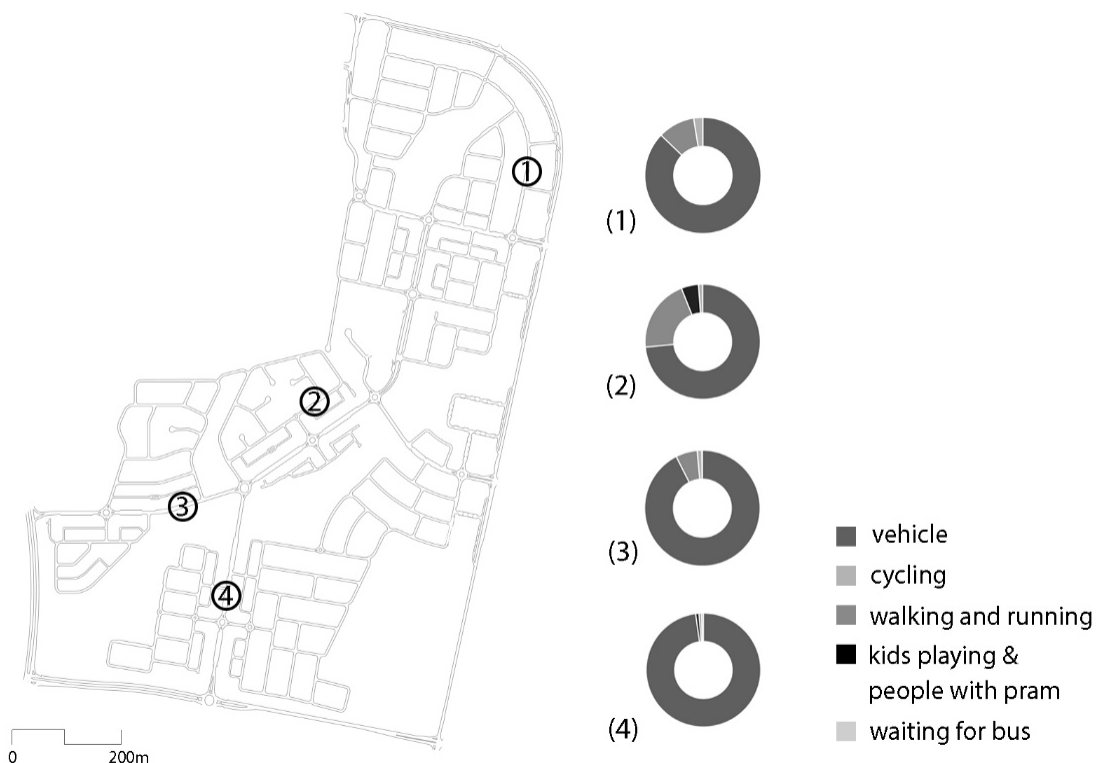 ①
②
③
④
0
200m
(1)
(2)
(3)
(4)
vehicle
cycling
walking and running
kids playing &
people with pram
waiting for bus